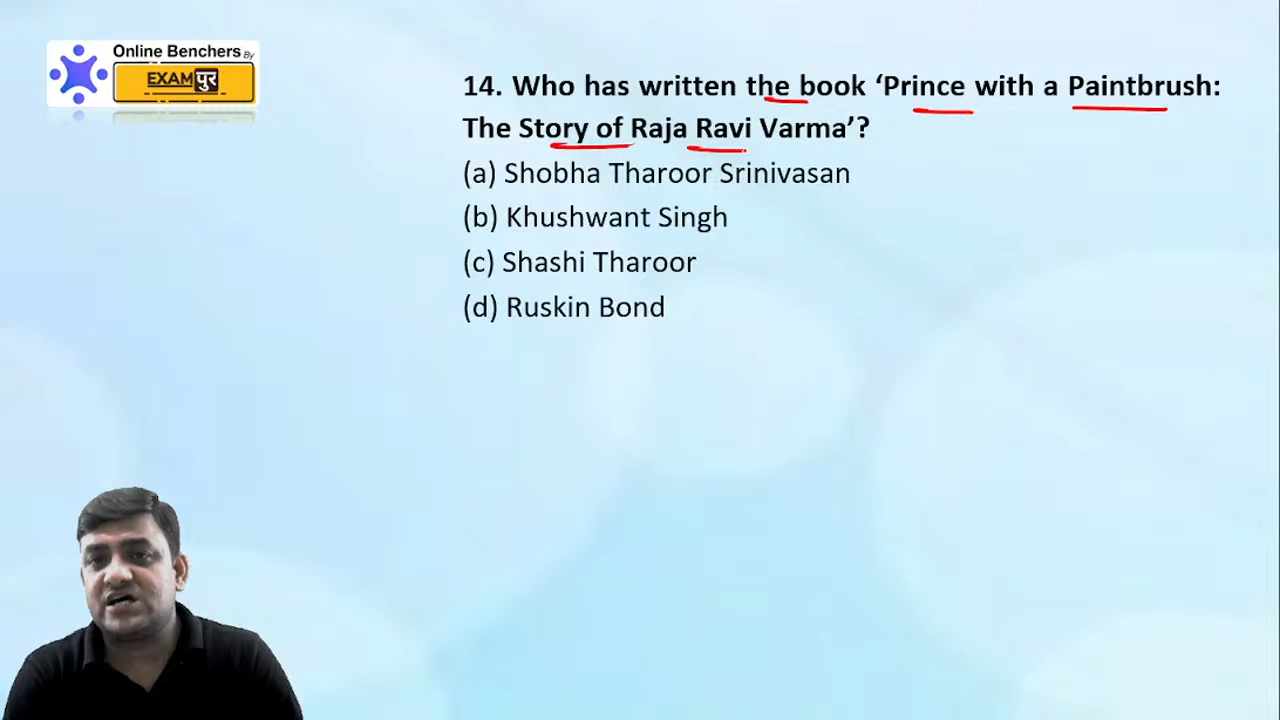 Online Benchers By
EXAMपुर
14. Who has written the book ‘Prince with a Paintbrush:
The Story of Raja Ravi Varma’?
(a) Shobha Tharoor Srinivasan
(b) Khushwant Singh
(c) Shashi Tharoor
(d) Ruskin Bond